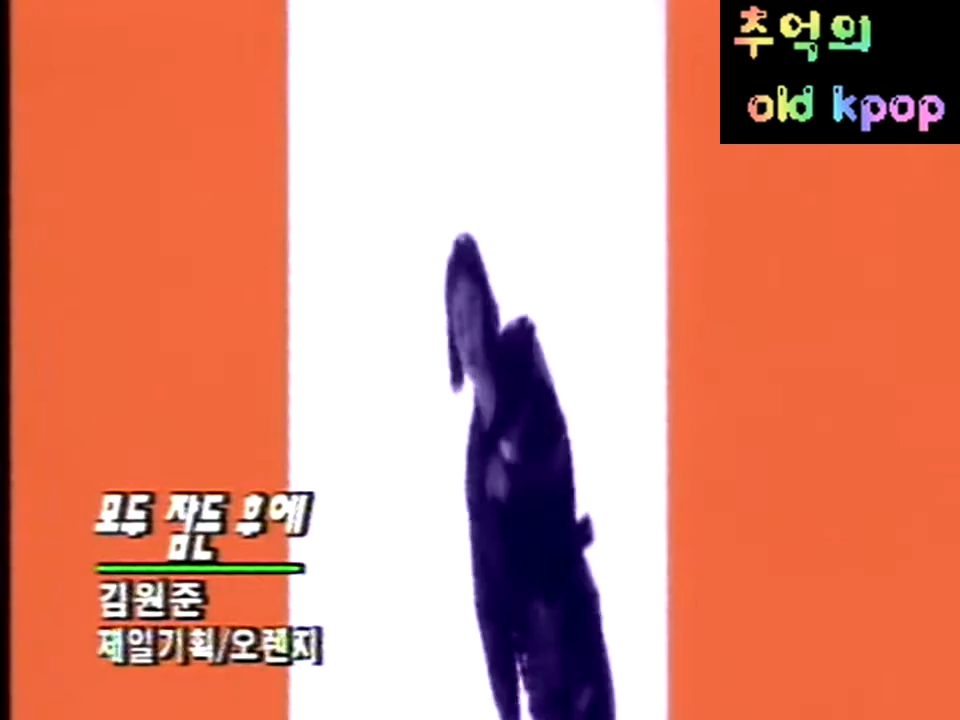 추억의
old kpop
모두 잠든 후에
김원준
제일기획/오렌지